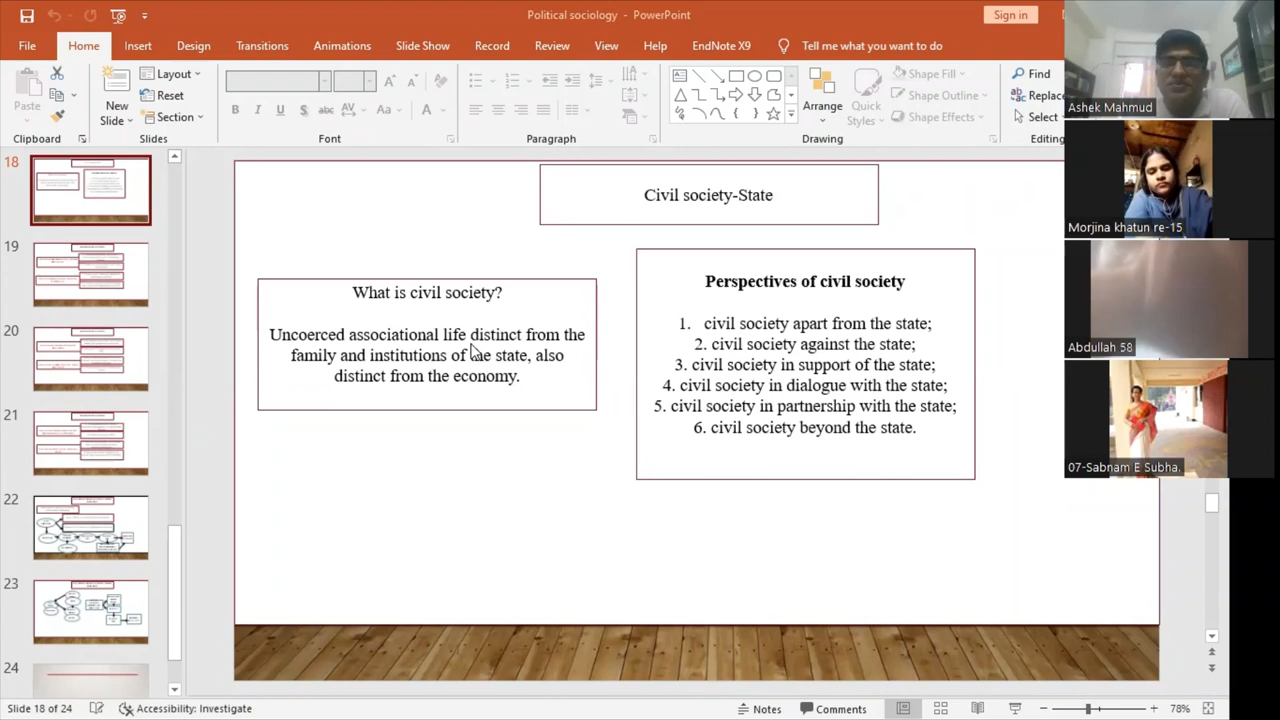 Political sociology - PowerPoint
Sign in
File Home Insert Design Transitions Animations Slide Show Record Review View Help EndNote X9 Tell me what you want to do
Paste
Clipboard
New Slide
Layout
Reset
Section
Slides
B I U S abc AV Aa A
Font
Paragraph
Arrange
Quick Styles
Shape Fill
Shape Outline
Shape Effects
Drawing
Find
Replace
Select
Editing
Ashek Mahmud
Morjina khatun re-15
Abdullah 58
07-Sabnam E Subha.
18
19
20
21
22
23
24
Civil society-State
What is civil society?
Uncoerced associational life distinct from the
family and institutions of the state, also
distinct from the economy.
Perspectives of civil society
1. civil society apart from the state;
2. civil society against the state;
3. civil society in support of the state;
4. civil society in dialogue with the state;
5. civil society in partnership with the state;
6. civil society beyond the state.
Slide 18 of 24 Accessibility: Investigate Notes Comments 78%